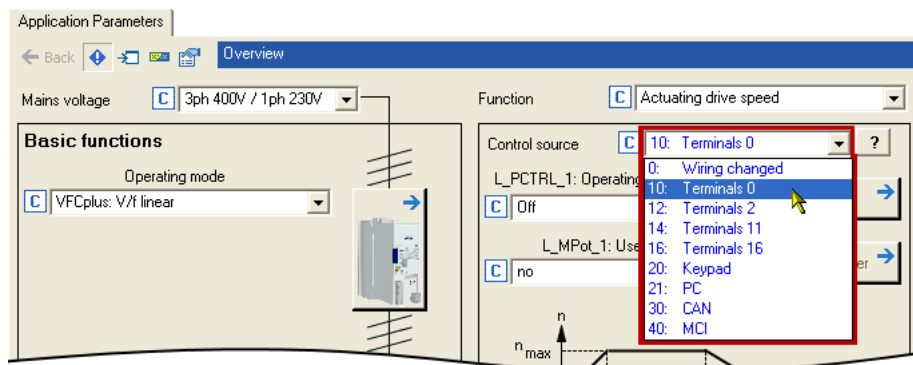 Application Parameters
Back
Overview
Mains voltage C 3ph 400V / 1ph 230V
Function C Actuating drive speed
Basic functions
Control source C 10: Terminals 0 ?
Operating mode
C VFCplus: V/f linear
L_PCTRL_1: Operating
C Off
L_MPot_1: Use
C no
er
0: Wiring changed
10: Terminals 0
12: Terminals 2
14: Terminals 11
16: Terminals 16
20: Keypad
21: PC
30: CAN
40: MCI
n
n max